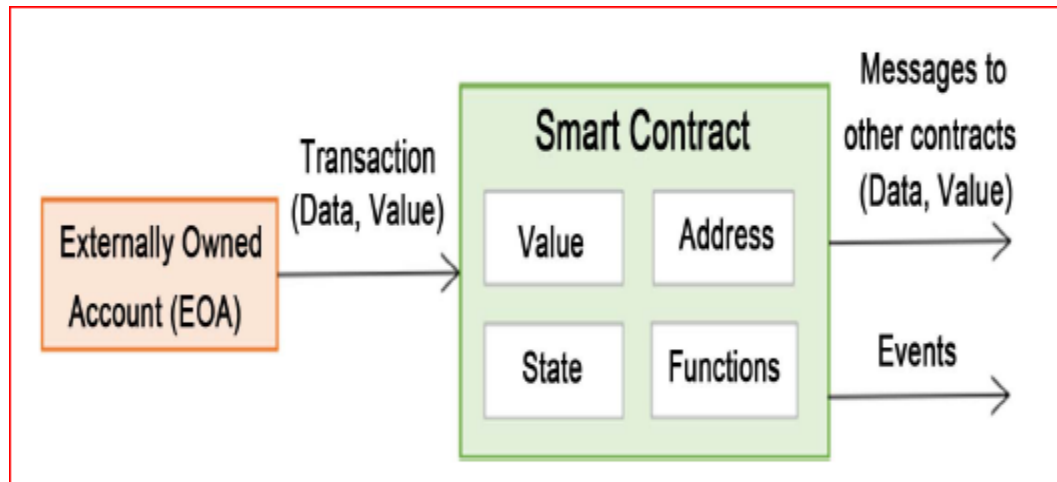 Externally Owned
Account (EOA)
Transaction
(Data, Value)
Smart Contract
Value
Address
State
Functions
Messages to
other contracts
(Data, Value)
Events